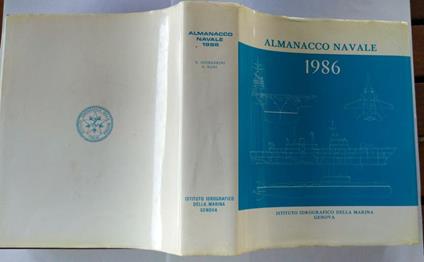 ALMANACCO
NAVALE
1986
ISTITUTO IDROGRAFICO
DELLA MARINA
GENOVA
ALMANACCO NAVALE
1986
ISTITUTO IDROGRAFICO DELLA MARINA
GENOVA